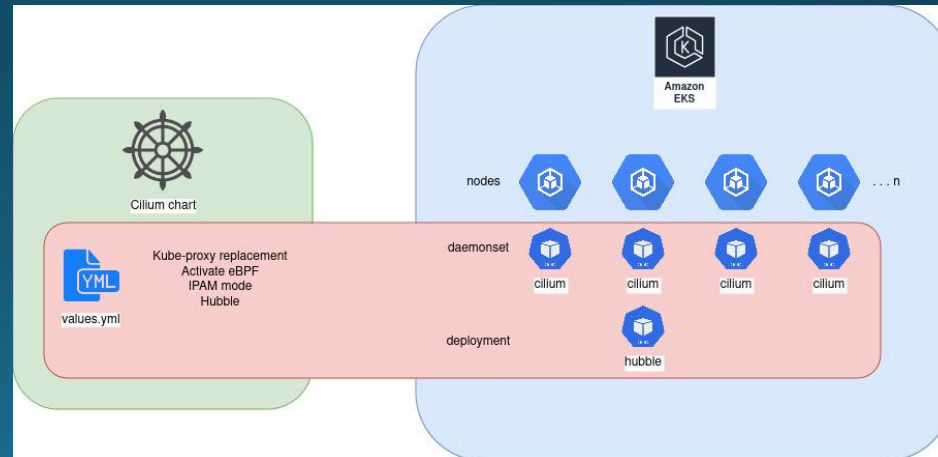 Amazon
EKS
Cilium chart
nodes
. . . n
Kube-proxy replacement
Activate eBPF
IPAM mode
Hubble
YML
values.yml
daemonset
cilium
cilium
cilium
cilium
deployment
hubble